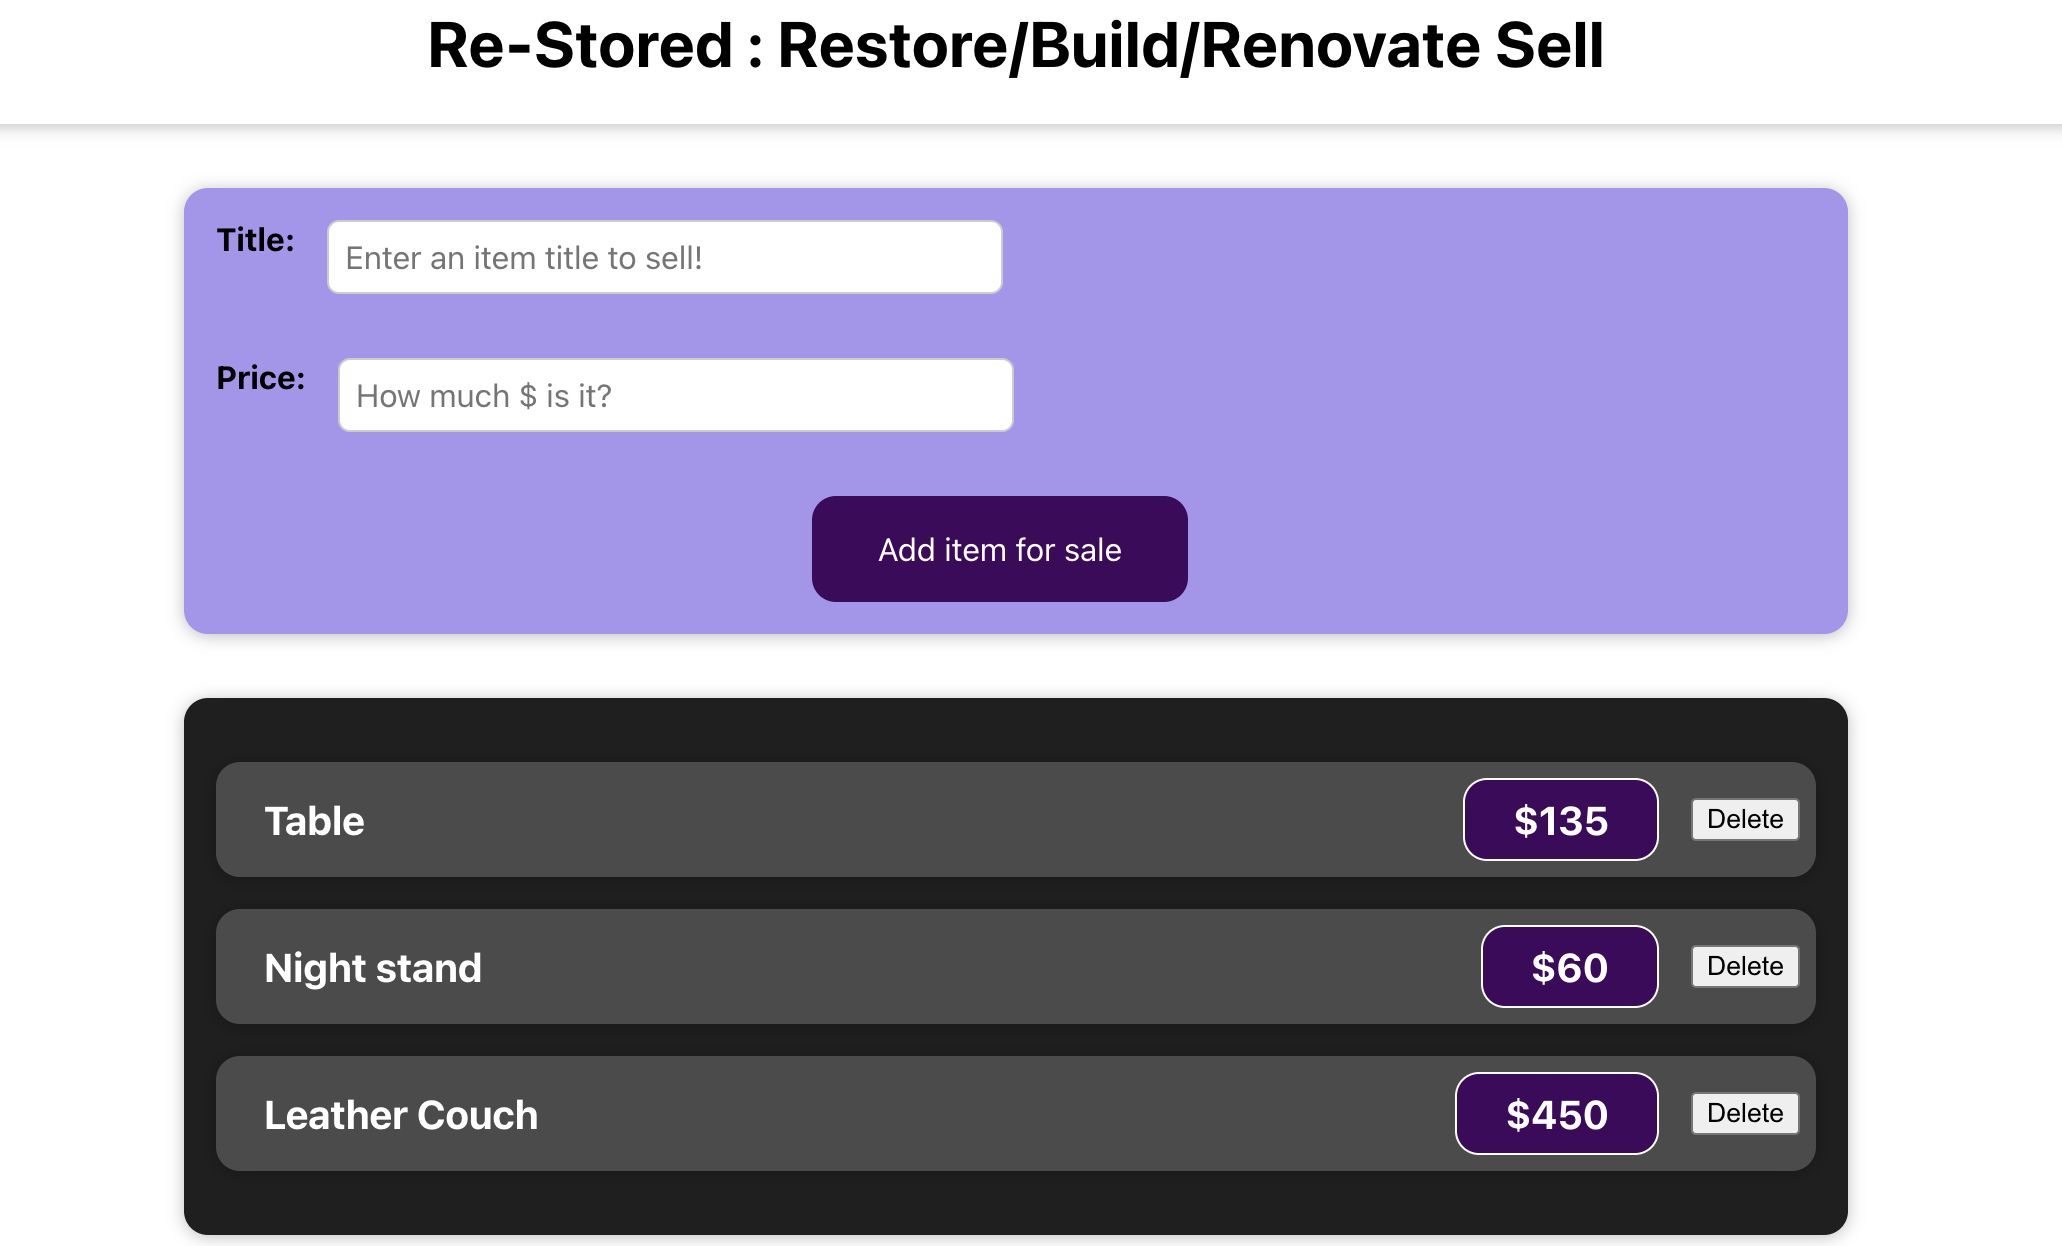 Re-Stored : Restore/Build/Renovate Sell
Title:
Enter an item title to sell!
Price:
How much $ is it?
Add item for sale
Table
$135
Delete
Night stand
$60
Delete
Leather Couch
$450
Delete